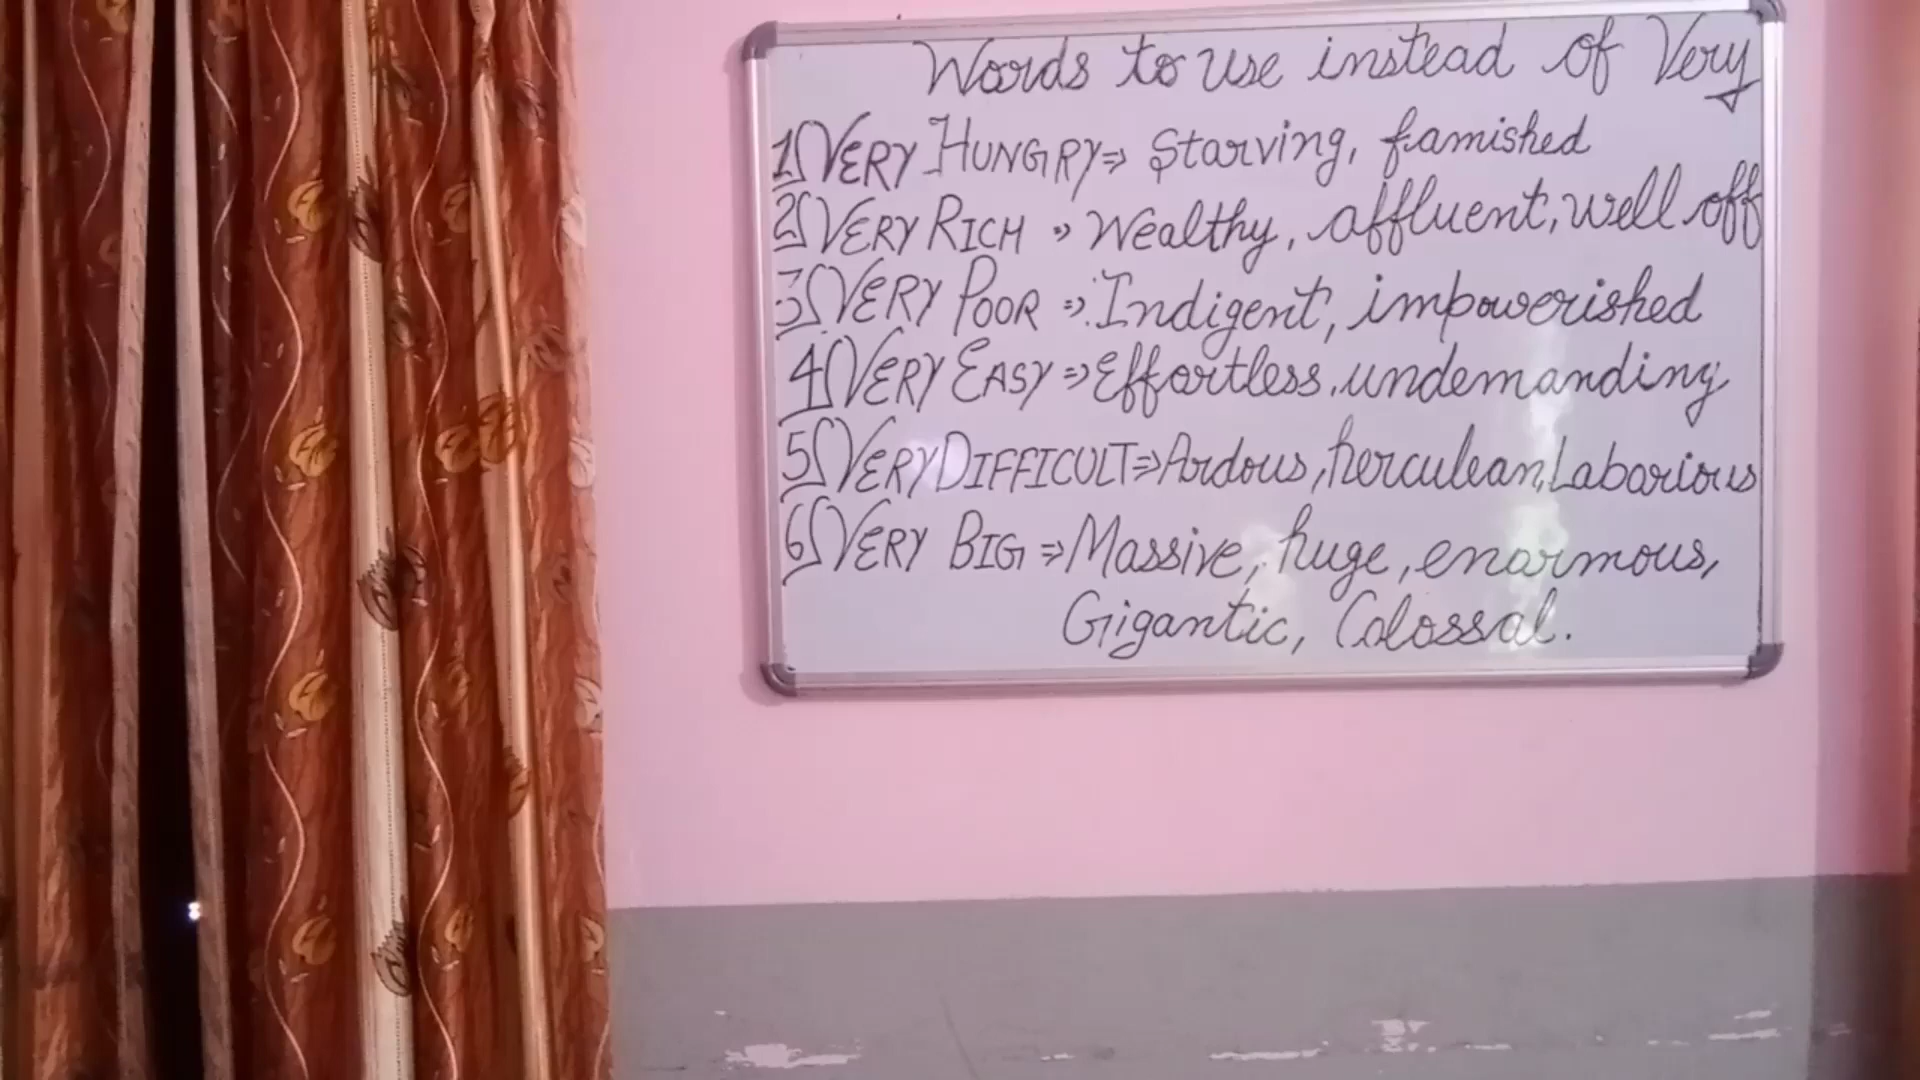 Words to use instead of Very
1) VERY HUNGRY => Starving, famished
2) VERY RICH => Wealthy, affluent, well off
3) VERY POOR => Indigent, impowerished
4) VERY EASY => Effortless, undemanding
5) VERY DIFFICULT => Ardous, herculean, Laborious
6) VERY BIG => Massive, huge, enormous,
Gigantic, Colossal.